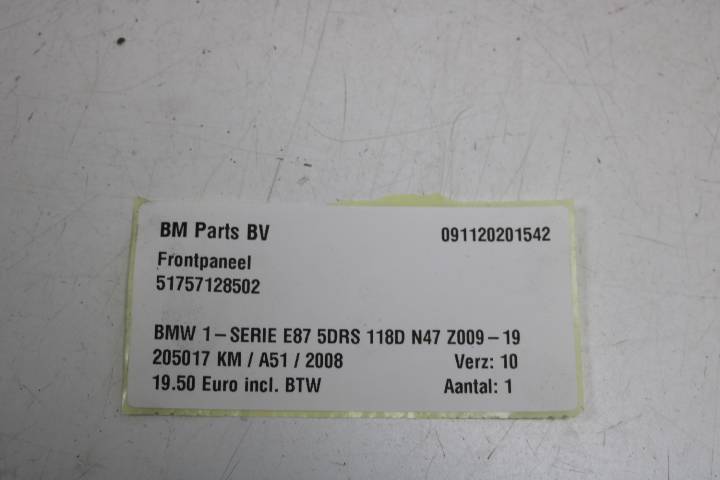 BM Parts BV 091120201542
Frontpaneel
51757128502
BMW 1-SERIE E87 5DRS 118D N47 Z009-19
205017 KM / A51 / 2008 Verz: 10
19.50 Euro incl. BTW Aantal: 1